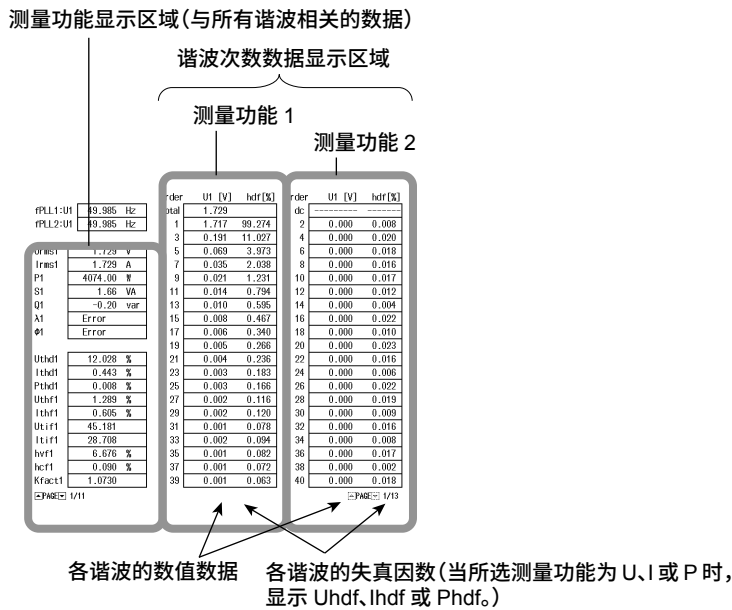 测量功能显示区域（与所有谐波相关的数据）
谐波次数数据显示区域
测量功能 1
测量功能 2
fPLL1:U1 49.985 Hz
fPLL2:U1 49.985 Hz
Urms1 1.729 V
Irms1 1.729 A
P1 4074.00 W
S1 1.66 VA
Q1 -0.20 var
λ1 Error
Φ1 Error
Uthd1 12.028 %
Ithd1 0.443 %
Pthd1 0.008 %
Uthf1 1.289 %
Ithf1 0.605 %
Utif1 45.181
Itif1 28.708
hvf1 6.676 %
hcf1 0.090 %
Kfact1 1.0730
PAGE 1/11
rder U1 [V] hdf[%]
otal 1.729
1 1.717 99.274
3 0.191 11.027
5 0.069 3.973
7 0.035 2.038
9 0.021 1.231
11 0.014 0.794
13 0.010 0.595
15 0.008 0.467
17 0.006 0.340
19 0.005 0.266
21 0.004 0.236
23 0.003 0.183
25 0.003 0.166
27 0.002 0.116
29 0.002 0.120
31 0.001 0.078
33 0.002 0.094
35 0.001 0.082
37 0.001 0.072
39 0.001 0.063
rder U1 [V] hdf[%]
dc --------- -------
2 0.000 0.008
4 0.000 0.020
6 0.000 0.018
8 0.000 0.016
10 0.000 0.017
12 0.000 0.012
14 0.000 0.004
16 0.000 0.022
18 0.000 0.010
20 0.000 0.023
22 0.000 0.016
24 0.000 0.006
26 0.000 0.022
28 0.000 0.019
30 0.000 0.009
32 0.000 0.016
34 0.000 0.008
36 0.000 0.017
38 0.000 0.002
40 0.000 0.018
PAGE 1/13
各谐波的数值数据
各谐波的失真因数（当所选测量功能为 U、I 或 P 时，
显示 Uhdf、Ihdf 或 Phdf。）